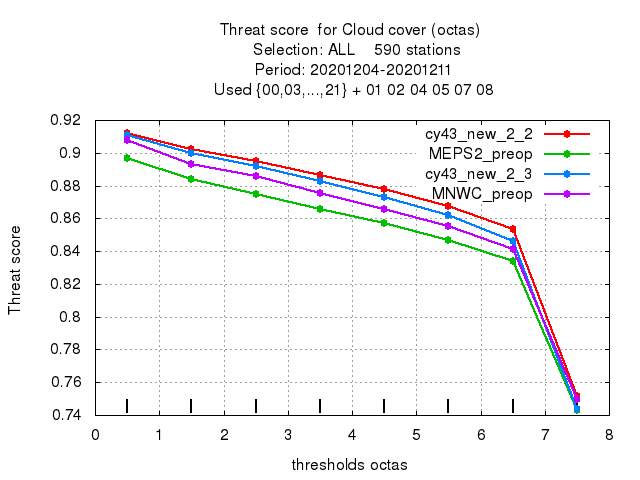 Threat score  for Cloud cover (octas)
Selection: ALL    590 stations
Period: 20201204-20201211
Used {00,03,...,21} + 01 02 04 05 07 08
0.92
0.9
0.88
0.86
0.84
0.82
0.8
0.78
0.76
0.74
Threat score
cy43_new_2_2
MEPS2_preop
cy43_new_2_3
MNWC_preop
0 1 2 3 4 5 6 7 8
thresholds octas